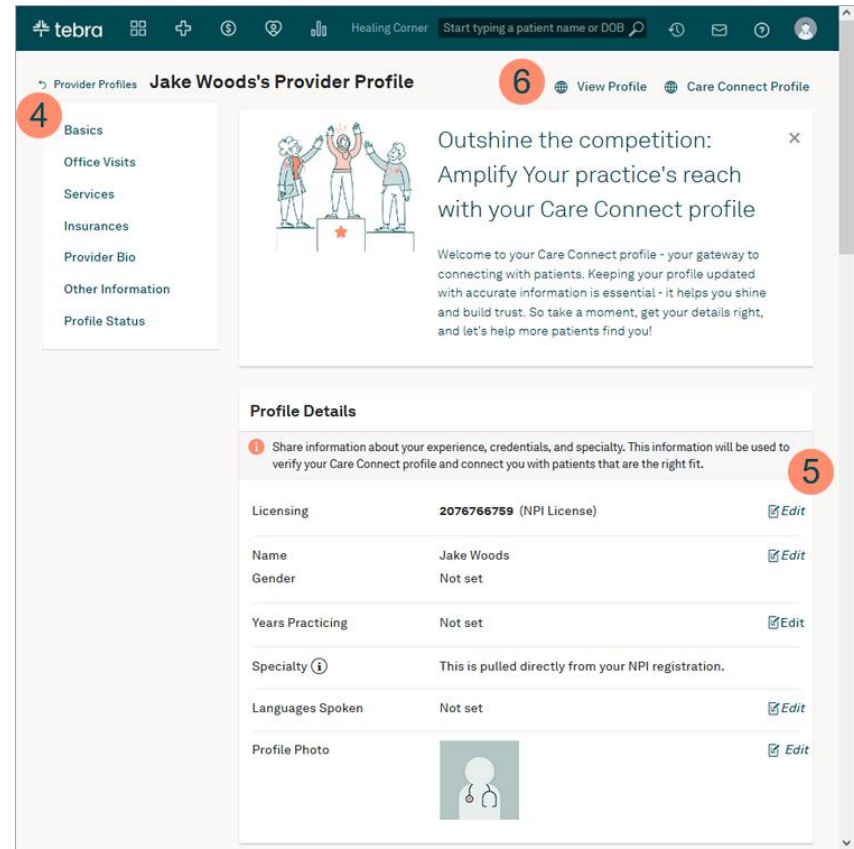 tebra
Healing Corner
Start typing a patient name or DOB
Provider Profiles
Jake Woods's Provider Profile
6
View Profile
Care Connect Profile
4
Basics
Office Visits
Services
Insurances
Provider Bio
Other Information
Profile Status
Outshine the competition:
Amplify Your practice's reach
with your Care Connect profile
Welcome to your Care Connect profile - your gateway to
connecting with patients. Keeping your profile updated
with accurate information is essential - it helps you shine
and build trust. So take a moment, get your details right,
and let's help more patients find you!
Profile Details
Share information about your experience, credentials, and specialty. This information will be used to
verify your Care Connect profile and connect you with patients that are the right fit.
5
Licensing 2076766759 (NPI License) Edit
Name Jake Woods Edit
Gender Not set
Years Practicing Not set Edit
Specialty This is pulled directly from your NPI registration.
Languages Spoken Not set Edit
Profile Photo Edit